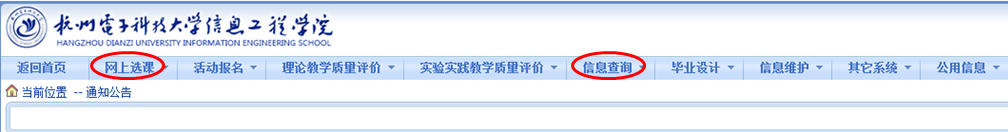 杭州电子科技大学信息工程学院
HANGZHOU DIANZI UNIVERSITY INFORMATION ENGINEERING SCHOOL
返回首页 网上选课 活动报名 理论教学质量评价 实验实践教学质量评价 信息查询 毕业设计 信息维护 其它系统 公用信息
当前位置 -- 通知公告